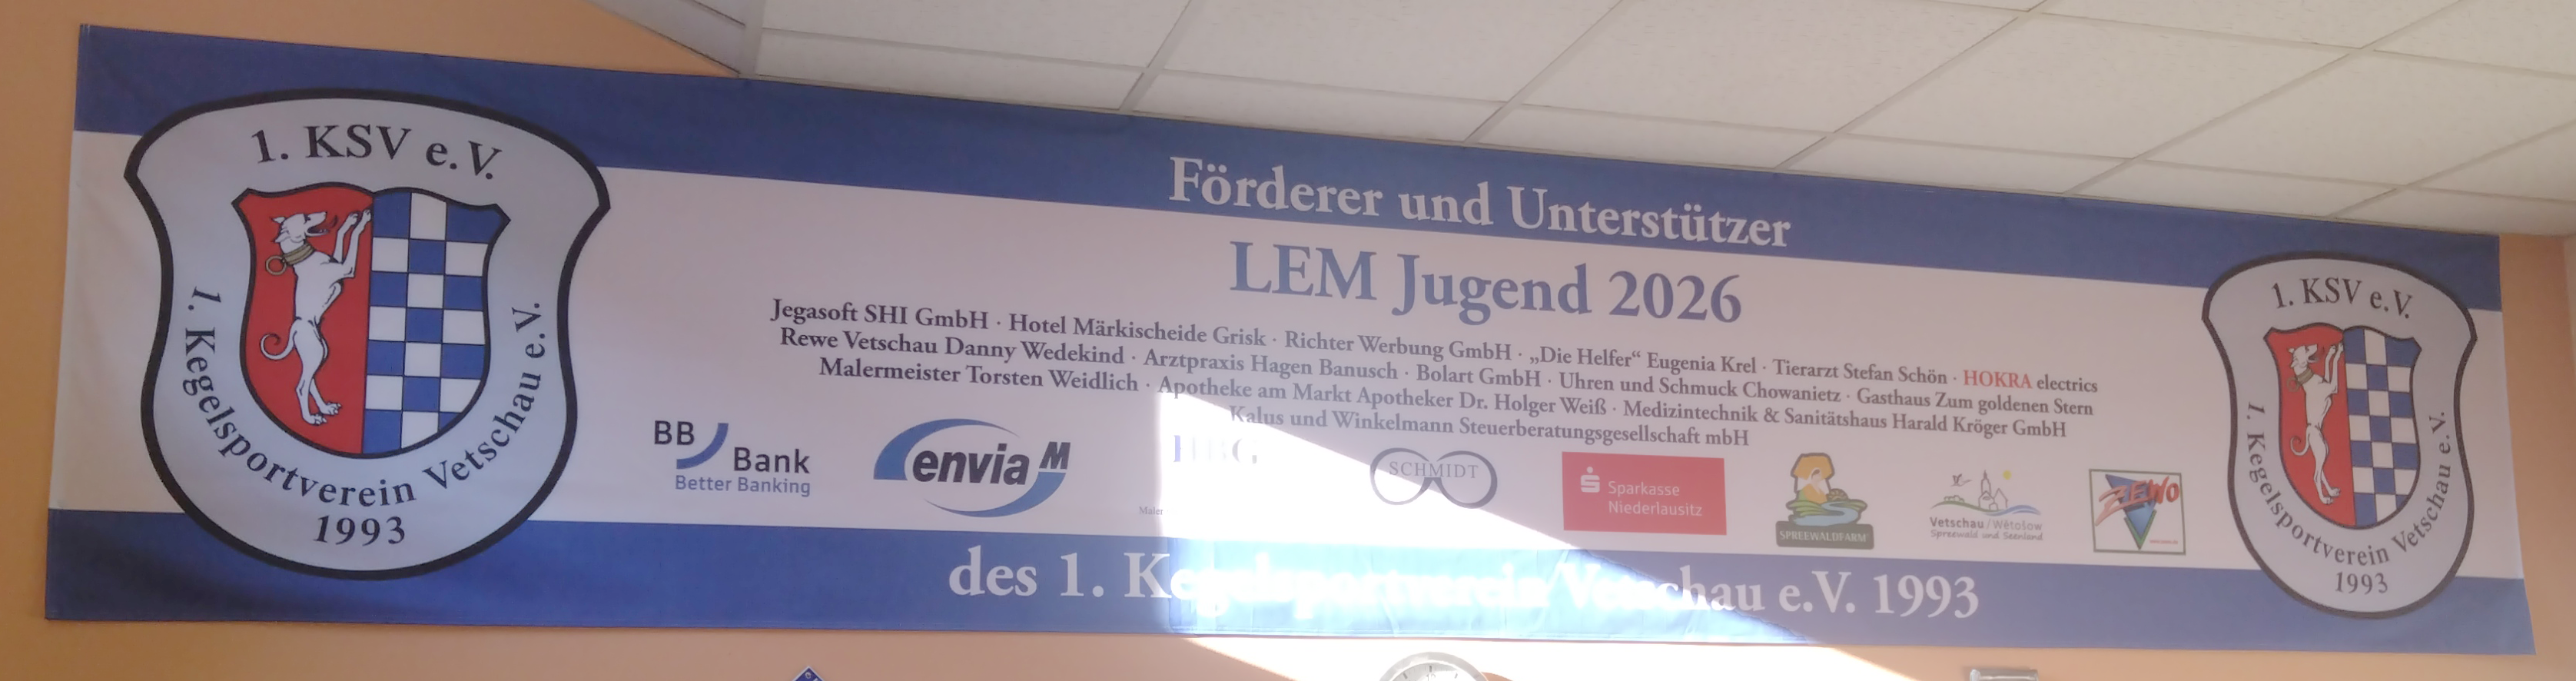 1. KSV e.V.
1. Kegelsportverein Vetschau e.V.
1993
Förderer und Unterstützer
LEM Jugend 2026
Jegasoft SHI GmbH · Hotel Märkischeide Grisk · Richter Werbung GmbH · „Die Helfer“ Eugenia Krel · Tierarzt Stefan Schön · HOKRA electrics
Rewe Vetschau Danny Wedekind · Arztpraxis Hagen Banusch · Bolart GmbH · Uhren und Schmuck Chowanietz · Gasthaus Zum goldenen Stern
Malermeister Torsten Weidlich · Apotheke am Markt Apotheker Dr. Holger Weiß · Medizintechnik & Sanitätshaus Harald Kröger GmbH
Kalus und Winkelmann Steuerberatungsgesellschaft mbH
BB Bank
Better Banking
envia M
HBG
SCHMIDT
Sparkasse
Niederlausitz
SPREEWALDFARM
Vetschau / Wětošow
Spreewald und Seenland
ZEWO
des 1. Kegelsportverein Vetschau e.V. 1993
1. KSV e.V.
1. Kegelsportverein Vetschau e.V.
1993